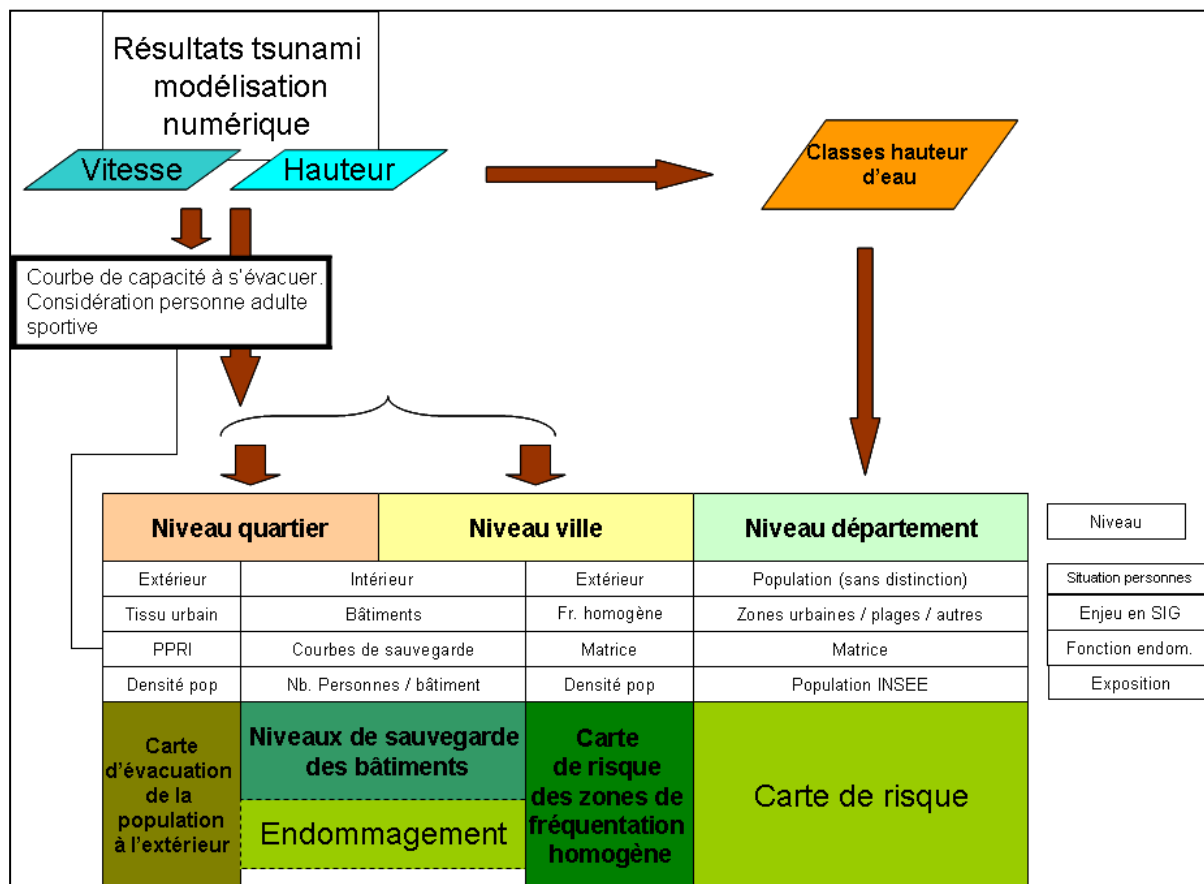 Résultats tsunami
modélisation
numérique
Vitesse
Hauteur
Classes hauteur
d'eau
Courbe de capacité à s'évacuer.
Considération personne adulte
sportive
Niveau quartier
Niveau ville
Niveau département
Niveau
Extérieur
Intérieur
Extérieur
Population (sans distinction)
Situation personnes
Tissu urbain
Bâtiments
Fr. homogène
Zones urbaines / plages / autres
Enjeu en SIG
PPRI
Courbes de sauvegarde
Matrice
Matrice
Fonction endom.
Densité pop
Nb. Personnes / bâtiment
Densité pop
Population INSEE
Exposition
Carte
d'évacuation
de la
population
à l'extérieur
Niveaux de sauvegarde
des bâtiments
Endommagement
Carte
de risque
des zones de
fréquentation
homogène
Carte de risque